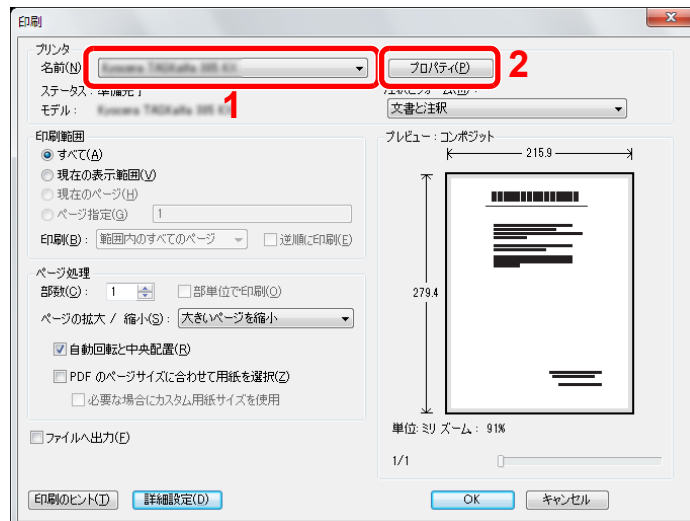 印刷
プリンタ
名前(N)
プロパティ(P)
2
ステータス : 準備完了
1
注釈とフォーム(M) :
モデル :
文書と注釈
印刷範囲
すべて(A)
現在の表示範囲(V)
現在のページ(H)
ページ指定(G) 1
印刷(B) : 範囲内のすべてのページ 逆順に印刷(E)
プレビュー : コンポジット
215.9
279.4
ページ処理
部数(C) : 1 部単位で印刷(O)
ページの拡大 / 縮小(S) : 大きいページを縮小
自動回転と中央配置(R)
PDF のページサイズに合わせて用紙を選択(Z)
必要な場合にカスタム用紙サイズを使用
ファイルへ出力(F)
単位: ミリ ズーム : 91%
1/1
印刷のヒント(T) 詳細設定(D) OK キャンセル